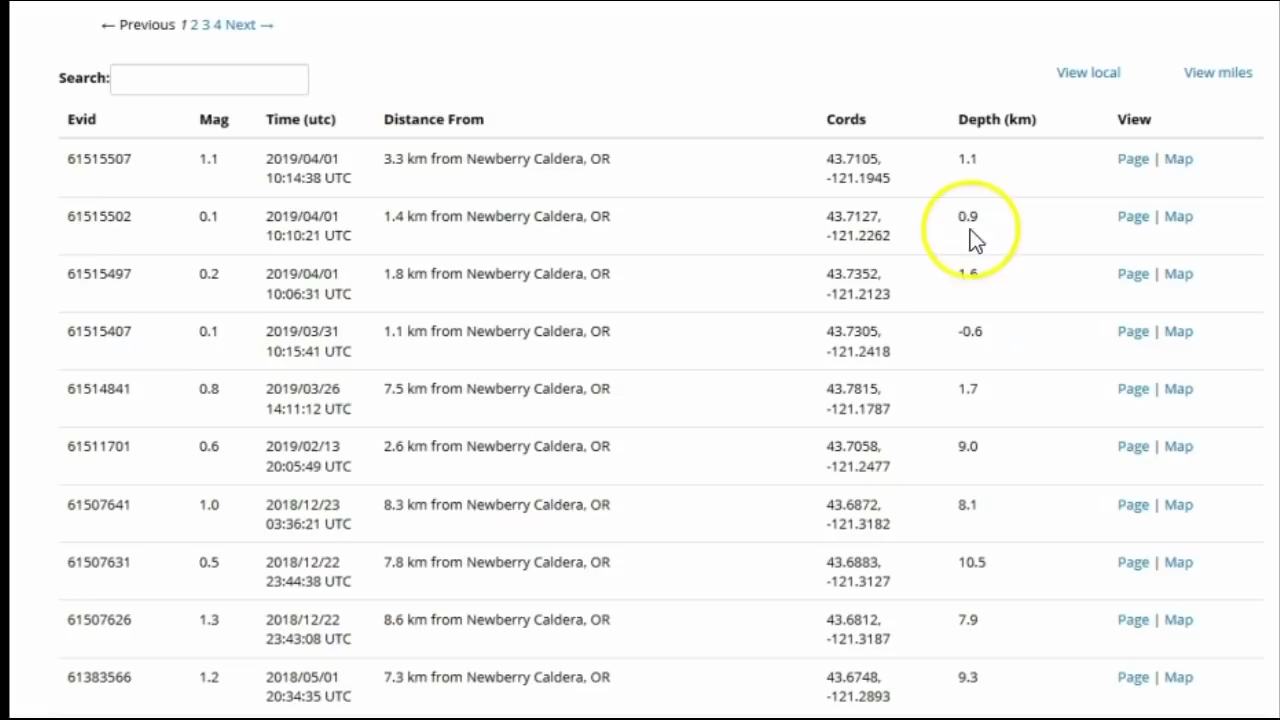 ← Previous 1 2 3 4 Next →
Search:
View local View miles
Evid Mag Time (utc) Distance From Cords Depth (km) View
61515507 1.1 2019/04/01 3.3 km from Newberry Caldera, OR 43.7105, 1.1 Page | Map
10:14:38 UTC -121.1945
61515502 0.1 2019/04/01 1.4 km from Newberry Caldera, OR 43.7127, 0.9 Page | Map
10:10:21 UTC -121.2262
61515497 0.2 2019/04/01 1.8 km from Newberry Caldera, OR 43.7352, 1.6 Page | Map
10:06:31 UTC -121.2123
61515407 0.1 2019/03/31 1.1 km from Newberry Caldera, OR 43.7305, -0.6 Page | Map
10:15:41 UTC -121.2418
61514841 0.8 2019/03/26 7.5 km from Newberry Caldera, OR 43.7815, 1.7 Page | Map
14:11:12 UTC -121.1787
61511701 0.6 2019/02/13 2.6 km from Newberry Caldera, OR 43.7058, 9.0 Page | Map
20:05:49 UTC -121.2477
61507641 1.0 2018/12/23 8.3 km from Newberry Caldera, OR 43.6872, 8.1 Page | Map
03:36:21 UTC -121.3182
61507631 0.5 2018/12/22 7.8 km from Newberry Caldera, OR 43.6883, 10.5 Page | Map
23:44:38 UTC -121.3127
61507626 1.3 2018/12/22 8.6 km from Newberry Caldera, OR 43.6812, 7.9 Page | Map
23:43:08 UTC -121.3187
61383566 1.2 2018/05/01 7.3 km from Newberry Caldera, OR 43.6748, 9.3 Page | Map
20:34:35 UTC -121.2893